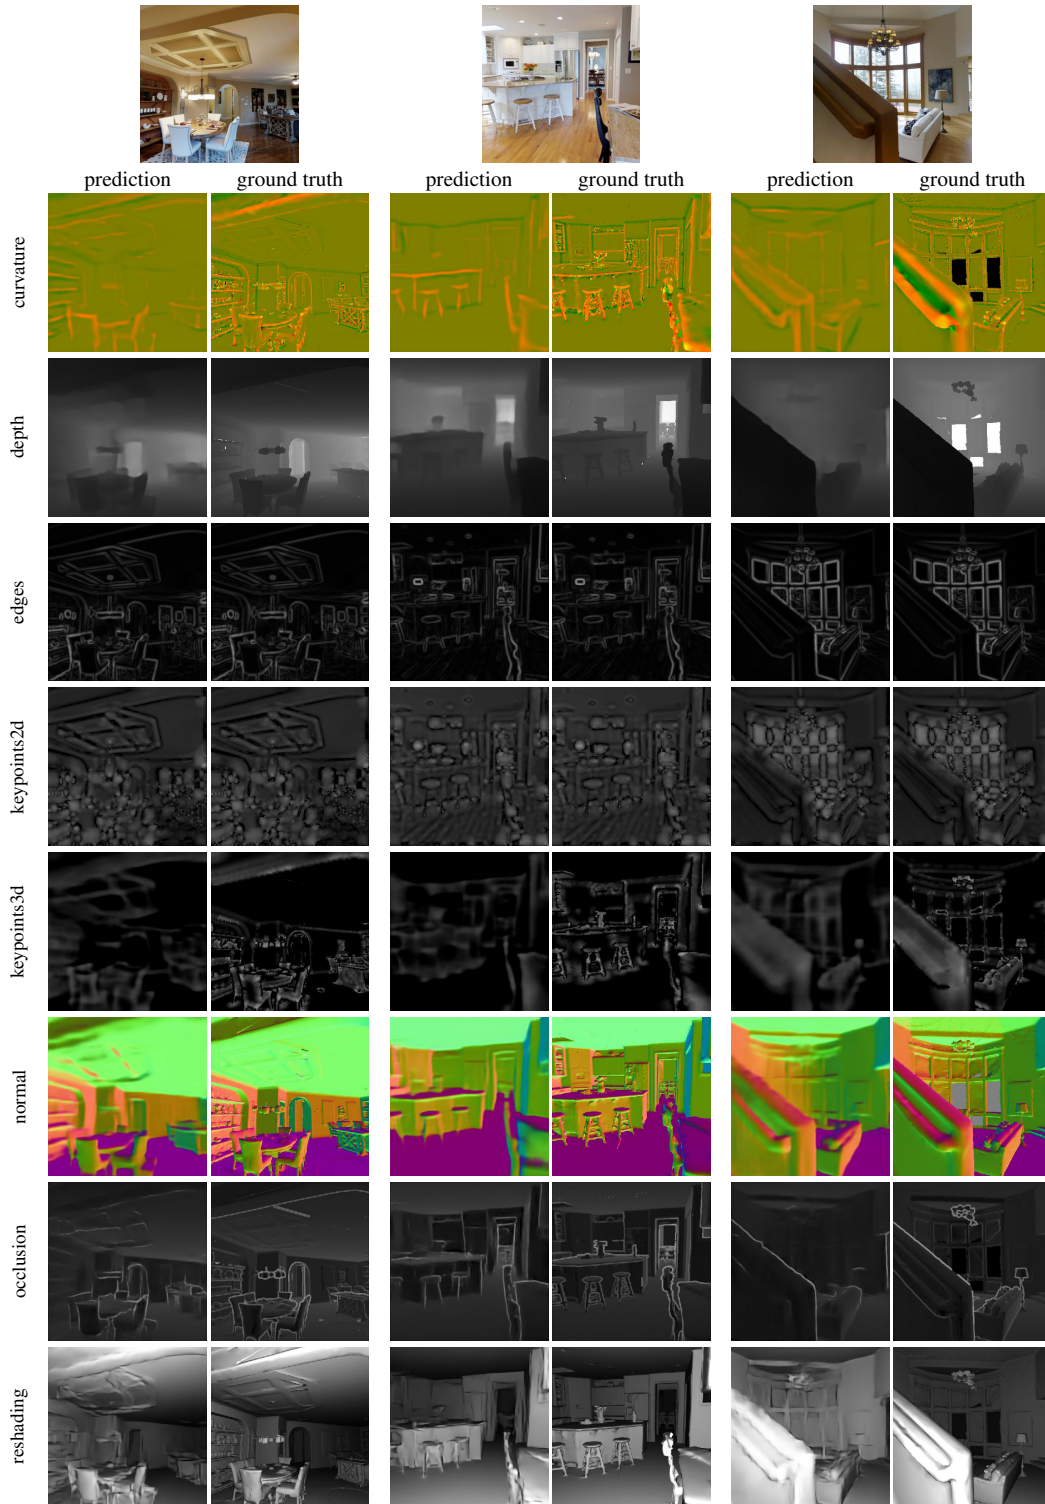 prediction ground truth prediction ground truth prediction ground truth
curvature
depth
edges
keypoints2d
keypoints3d
normal
occlusion
reshading